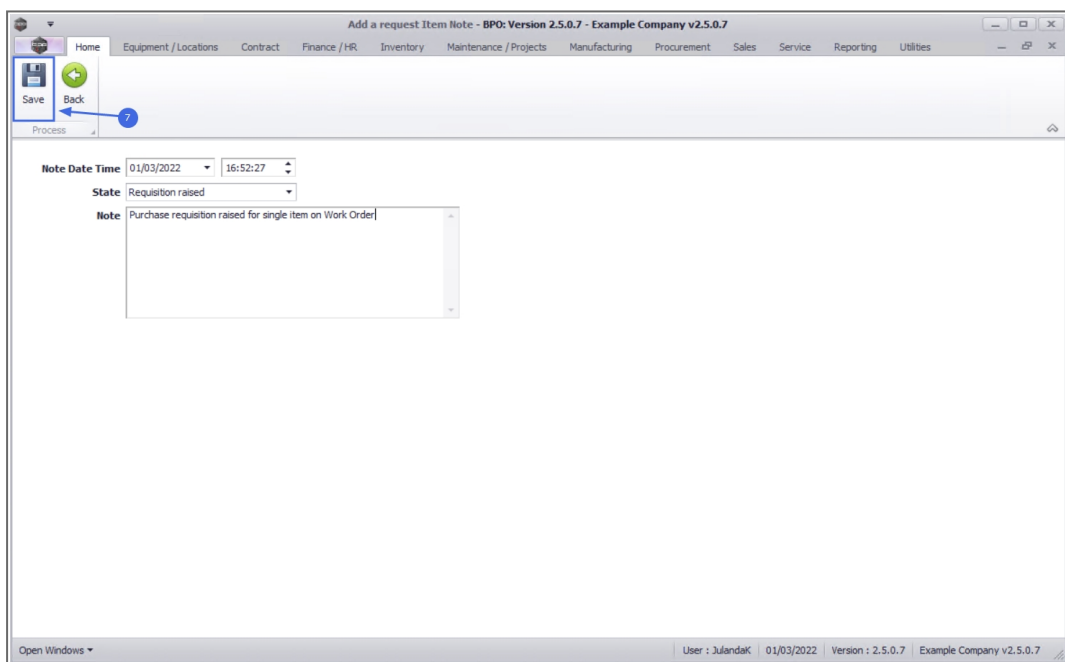 Add a request Item Note - BPO: Version 2.5.0.7 - Example Company v2.5.0.7
Home Equipment / Locations Contract Finance / HR Inventory Maintenance / Projects Manufacturing Procurement Sales Service Reporting Utilities
Save Back
7
Process
Note Date Time 01/03/2022 16:52:27
State Requisition raised
Note Purchase requisition raised for single item on Work Order
Open Windows User : JulandaK 01/03/2022 Version : 2.5.0.7 Example Company v2.5.0.7